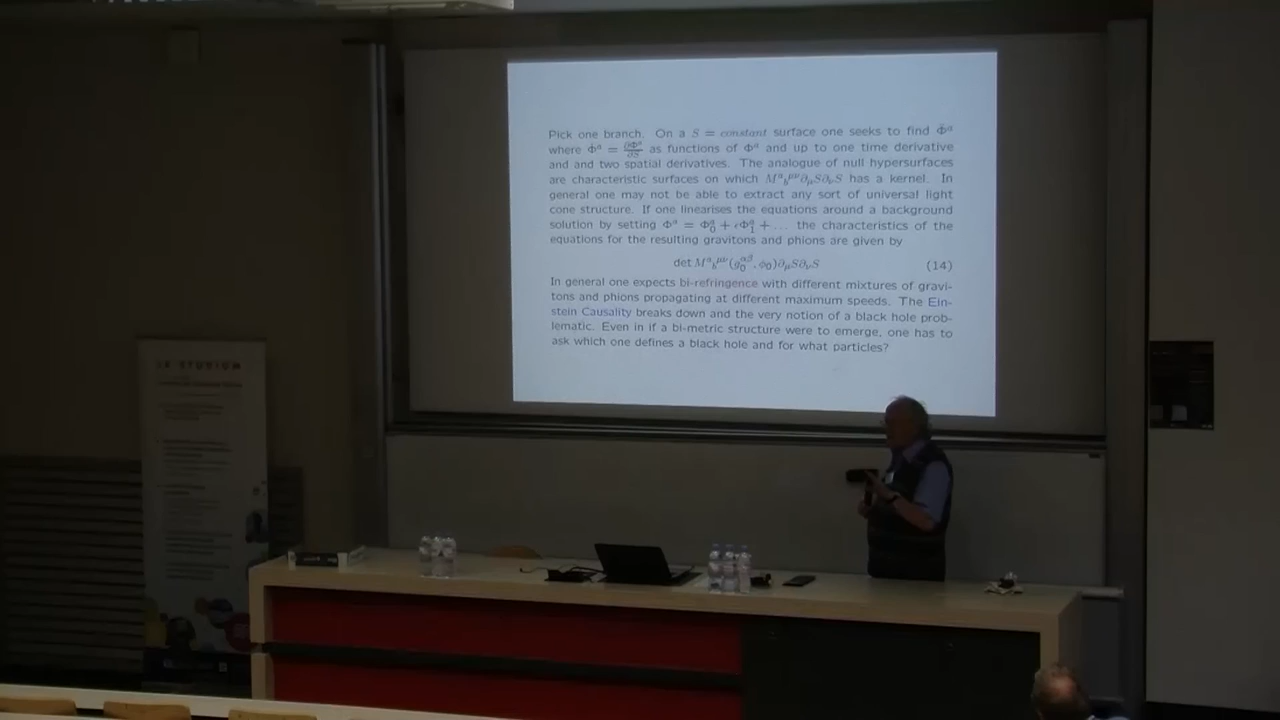 LE STUDIUM
Pick one branch. On a S = constant surface one seeks to find Φ̈ᵃ
where Φ̇ᵃ = ∂Φᵃ/∂S as functions of Φᵃ and up to one time derivative
and and two spatial derivatives. The analogue of null hypersurfaces
are characteristic surfaces on which Mᵃ_b^μν ∂_μS∂_νS has a kernel. In
general one may not be able to extract any sort of universal light
cone structure. If one linearises the equations around a background
solution by setting Φᵃ = Φ₀ᵃ + εΦ₁ᵃ + ... the characteristics of the
equations for the resulting gravitons and phions are given by
det Mᵃ_b^μν(g₀^αβ, φ₀)∂_μS∂_νS (14)
In general one expects bi-refringence with different mixtures of gravi-
tons and phions propagating at different maximum speeds. The Ein-
stein Causality breaks down and the very notion of a black hole prob-
lematic. Even in if a bi-metric structure were to emerge, one has to
ask which one defines a black hole and for what particles?